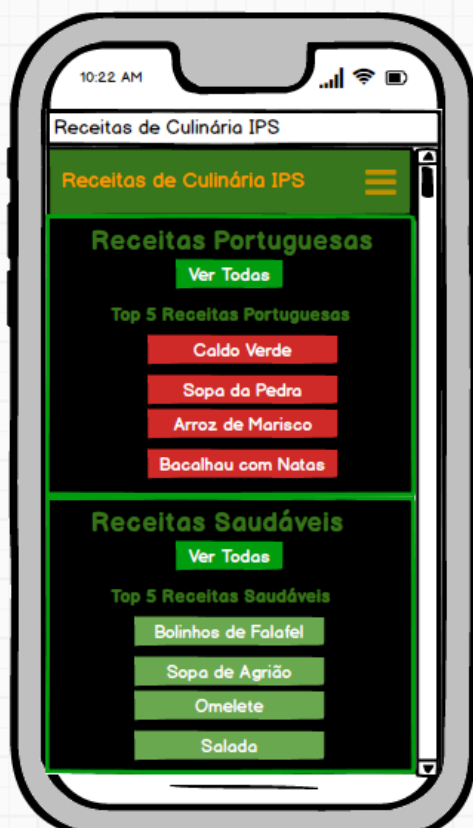 10:22 AM
Receitas de Culinária IPS
Receitas de Culinária IPS
Receitas Portuguesas
Ver Todas
Top 5 Receitas Portuguesas
Caldo Verde
Sopa da Pedra
Arroz de Marisco
Bacalhau com Natas
Receitas Saudáveis
Ver Todas
Top 5 Receitas Saudáveis
Bolinhos de Falafel
Sopa de Agrião
Omelete
Salada